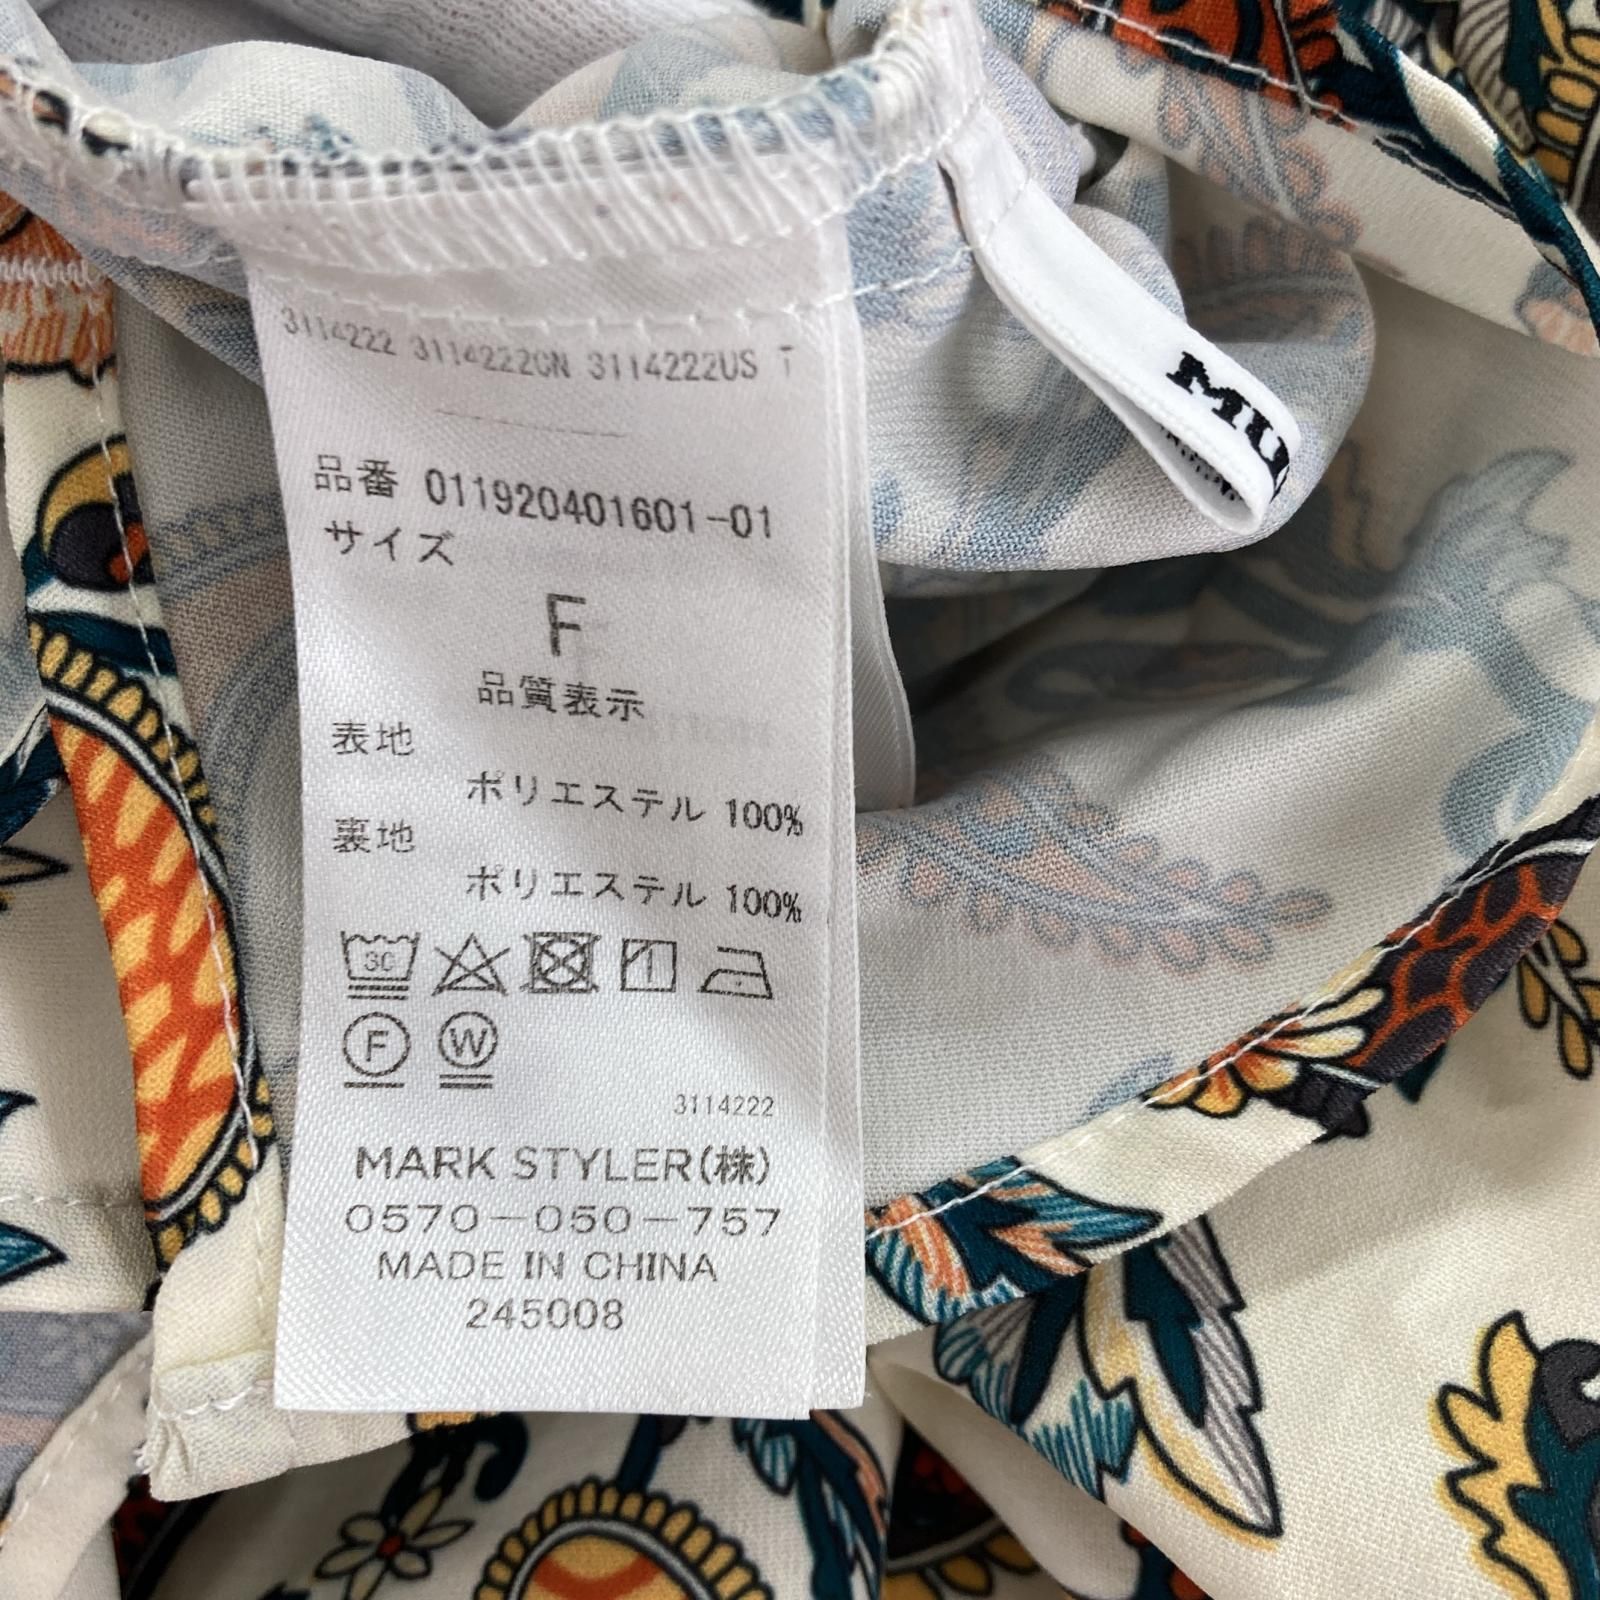 3114222 3114222CN 3114222US T
品番 011920401601-01
サイズ
F
品質表示
表地
ポリエステル 100%
裏地
ポリエステル 100%
30
F W
3114222
MARK STYLER(株)
0570-050-757
MADE IN CHINA
245008